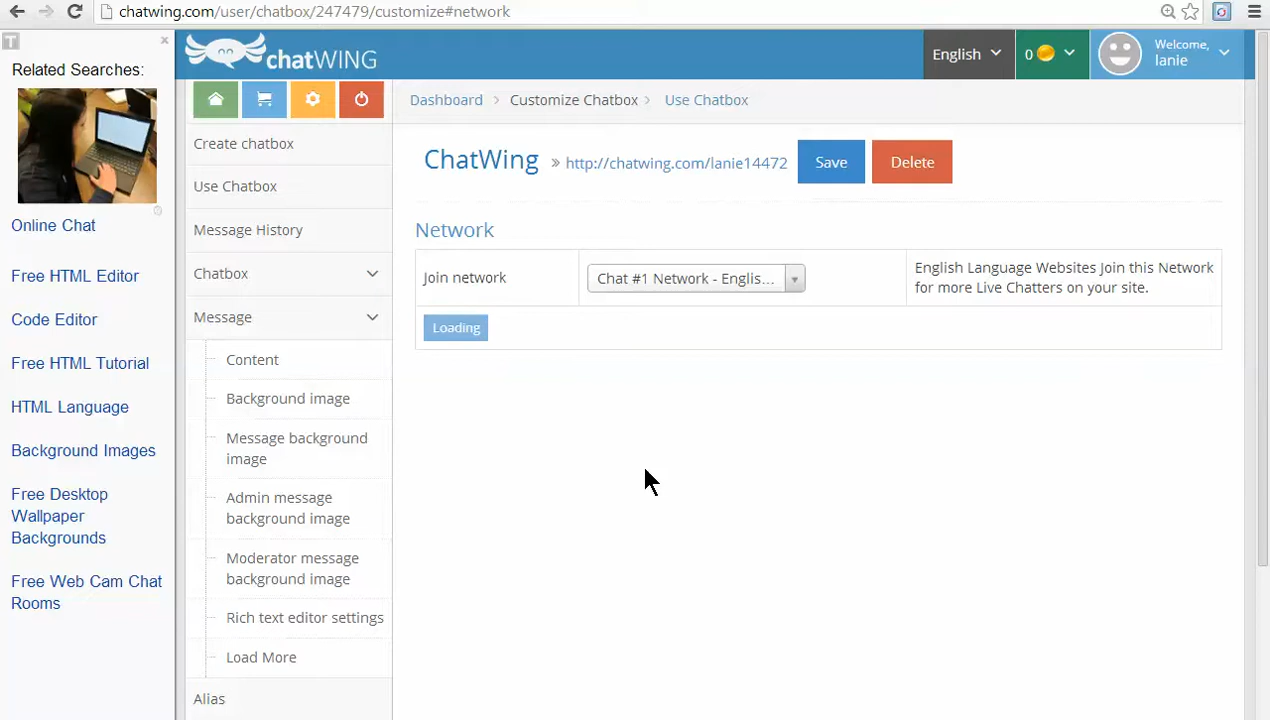 chatwing.com/user/chatbox/247479/customize#network
T
Related Searches:
Online Chat
Free HTML Editor
Code Editor
Free HTML Tutorial
HTML Language
Background Images
Free Desktop
Wallpaper
Backgrounds
Free Web Cam Chat
Rooms
chatWING
English
0
Welcome,
lanie
Create chatbox
Use Chatbox
Message History
Chatbox
Message
Content
Background image
Message background
image
Admin message
background image
Moderator message
background image
Rich text editor settings
Load More
Alias
Dashboard > Customize Chatbox > Use Chatbox
ChatWing » http://chatwing.com/lanie14472 Save Delete
Network
Join network
Chat #1 Network - Englis...
English Language Websites Join this Network
for more Live Chatters on your site.
Loading